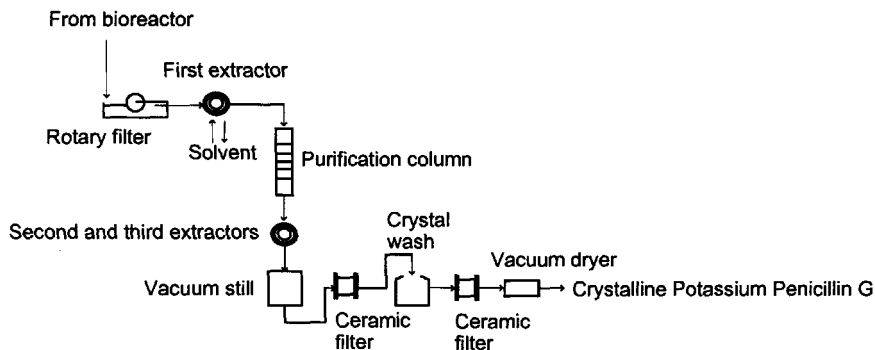 From bioreactor
First extractor
Rotary filter
Solvent
Purification column
Second and third extractors
Crystal
wash
Vacuum dryer
Vacuum still
Crystalline Potassium Penicillin G
Ceramic
filter
Ceramic
filter